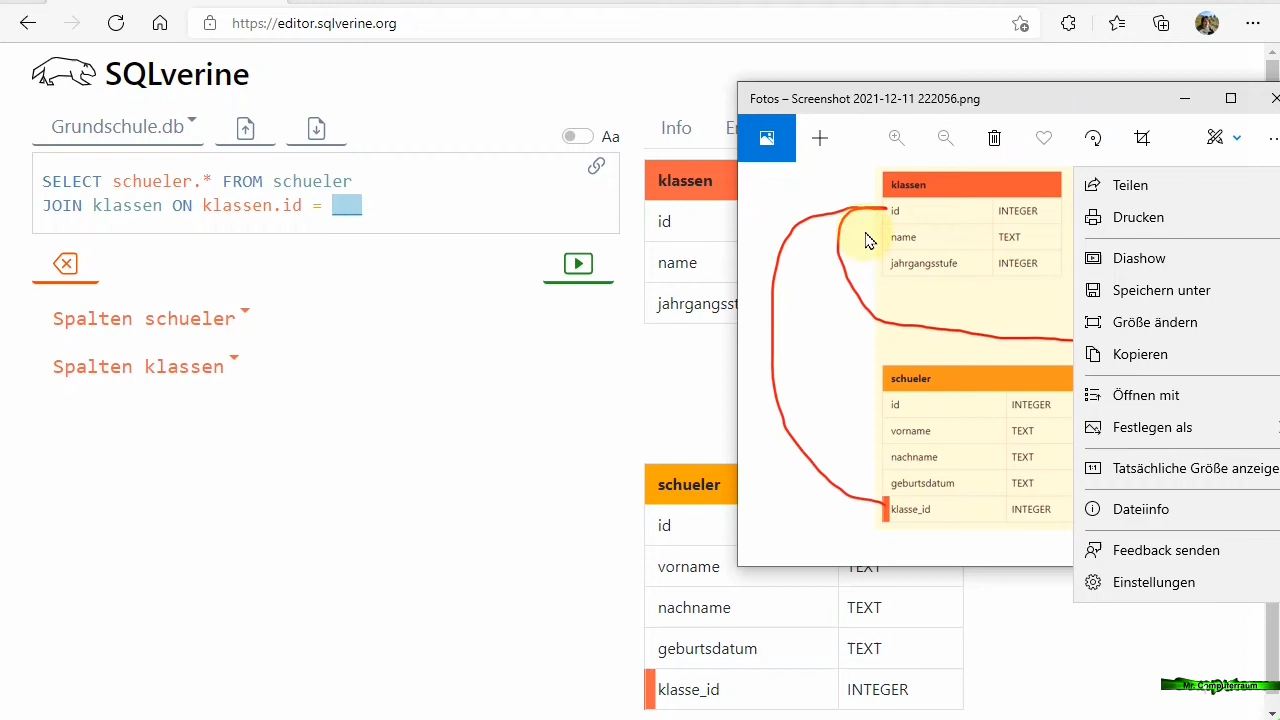 https://editor.sqlverine.org
SQLverine
Grundschule.db
Aa
SELECT schueler.* FROM schueler
JOIN klassen ON klassen.id = ___
Spalten schueler
Spalten klassen
Info
klassen
id
name
schueler
id
vorname
TEXT
nachname
TEXT
geburtsdatum
TEXT
klasse_id
INTEGER
Fotos – Screenshot 2021-12-11 222056.png
klassen
id INTEGER
name TEXT
jahrgangsstufe INTEGER
schueler
id INTEGER
vorname TEXT
nachname TEXT
geburtsdatum TEXT
klasse_id INTEGER
Teilen
Drucken
Diashow
Speichern unter
Größe ändern
Kopieren
Öffnen mit
Festlegen als
Tatsächliche Größe anzeige
Dateiinfo
Feedback senden
Einstellungen
Mr. Computerraum